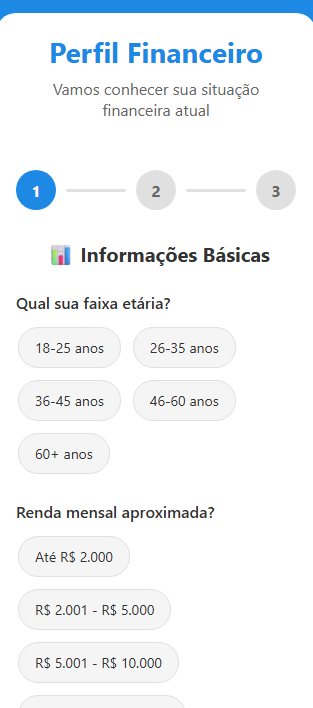 Perfil Financeiro
Vamos conhecer sua situação
financeira atual
1 2 3
Informações Básicas
Qual sua faixa etária?
18-25 anos 26-35 anos
36-45 anos 46-60 anos
60+ anos
Renda mensal aproximada?
Até R$ 2.000
R$ 2.001 - R$ 5.000
R$ 5.001 - R$ 10.000